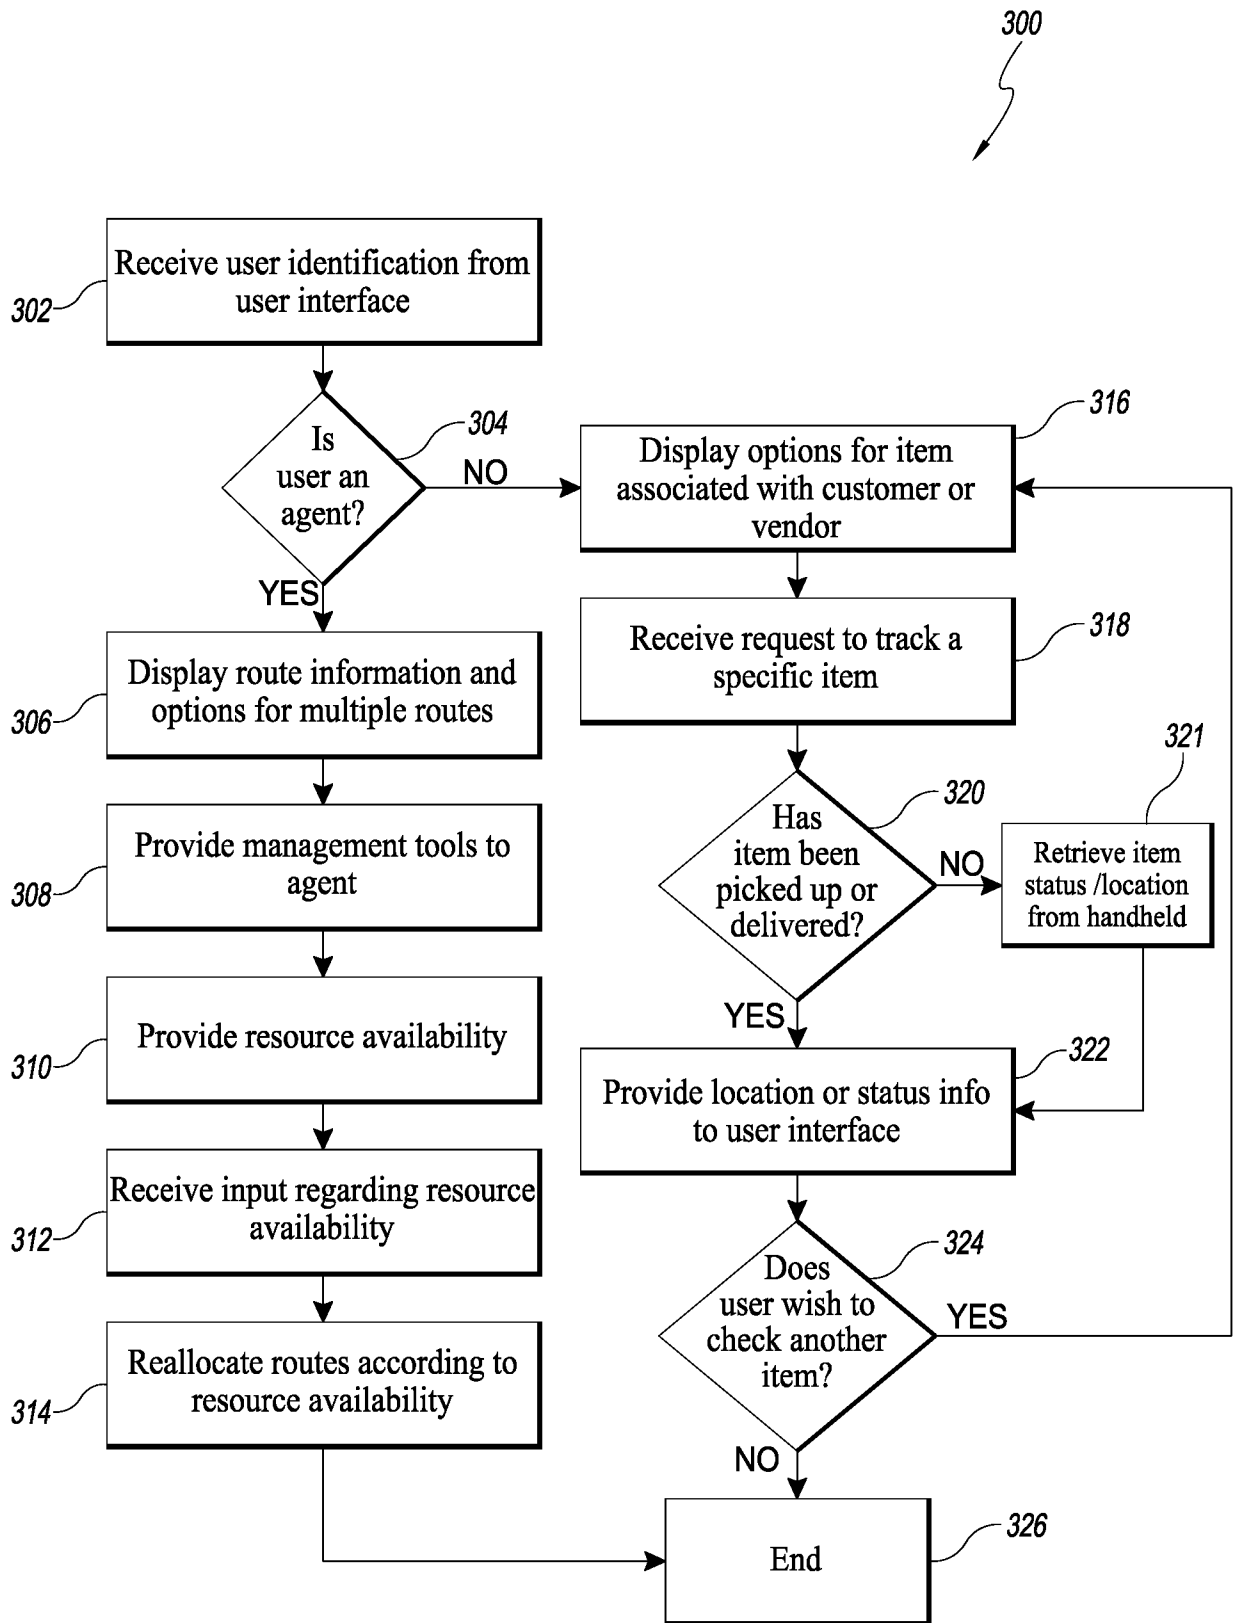 300
302
Receive user identification from
user interface
304
Is
user an
agent?
NO
YES
306
Display route information and
options for multiple routes
308
Provide management tools to
agent
310
Provide resource availability
312
Receive input regarding resource
availability
314
Reallocate routes according to
resource availability
316
Display options for item
associated with customer or
vendor
318
Receive request to track a
specific item
320
Has
item been
picked up or
delivered?
NO
YES
321
Retrieve item
status /location
from handheld
322
Provide location or status info
to user interface
324
Does
user wish to
check another
item?
YES
NO
326
End